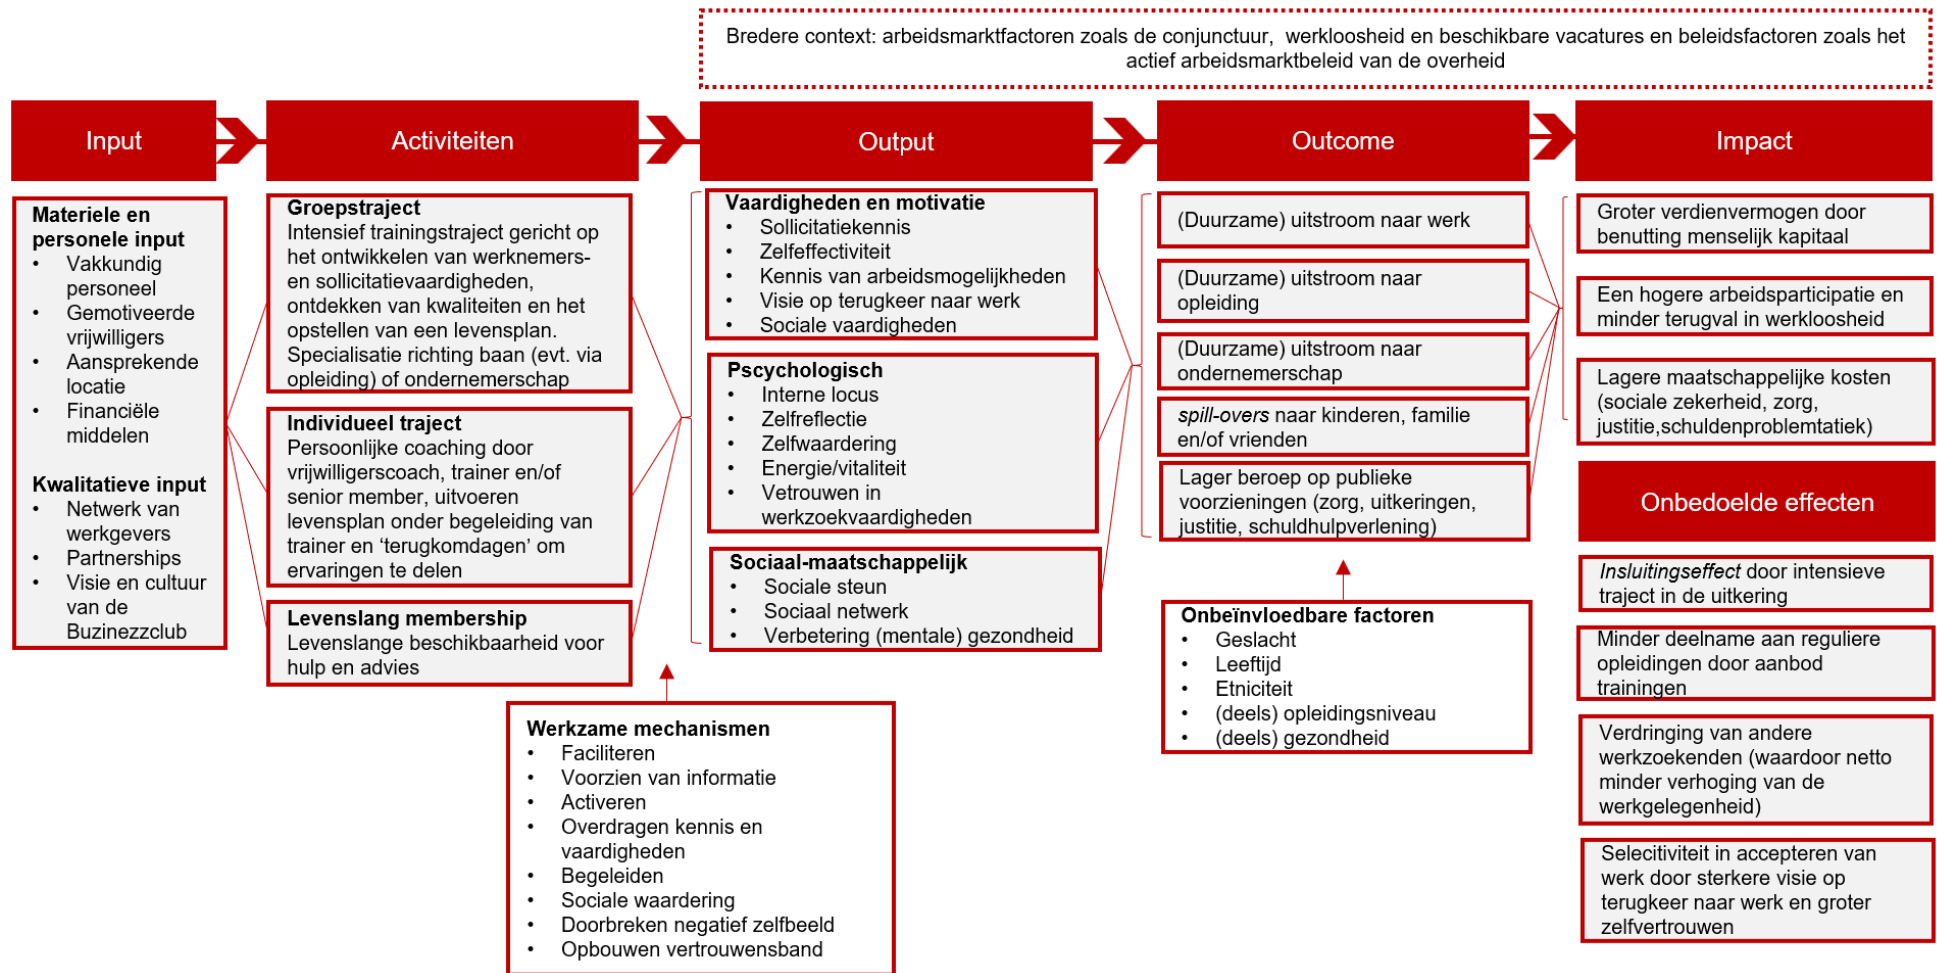 Bredere context: arbeidsmarktfactoren zoals de conjunctuur, werkloosheid en beschikbare vacatures en beleidsfactoren zoals het
actief arbeidsmarktbeleid van de overheid
Input
Activiteiten
Output
Outcome
Impact
Materiele en
personele input
• Vakkundig
personeel
• Gemotiveerde
vrijwilligers
• Aansprekende
locatie
• Financiële
middelen
Kwalitatieve input
• Netwerk van
werkgevers
• Partnerships
• Visie en cultuur
van de
Buzinezzclub
Groepstraject
Intensief trainingstraject gericht op
het ontwikkelen van werknemers-
en sollicitatievaardigheden,
ontdekken van kwaliteiten en het
opstellen van een levensplan.
Specialisatie richting baan (evt. via
opleiding) of ondernemerschap
Individueel traject
Persoonlijke coaching door
vrijwilligerscoach, trainer en/of
senior member, uitvoeren
levensplan onder begeleiding van
trainer en ‘terugkomdagen’ om
ervaringen te delen
Levenslang membership
Levenslange beschikbaarheid voor
hulp en advies
Werkzame mechanismen
• Faciliteren
• Voorzien van informatie
• Activeren
• Overdragen kennis en
vaardigheden
• Begeleiden
• Sociale waardering
• Doorbreken negatief zelfbeeld
• Opbouwen vertrouwensband
Vaardigheden en motivatie
• Sollicitatiekennis
• Zelfeffectiviteit
• Kennis van arbeidsmogelijkheden
• Visie op terugkeer naar werk
• Sociale vaardigheden
Pscychologisch
• Interne locus
• Zelfreflectie
• Zelfwaardering
• Energie/vitaliteit
• Vetrouwen in
werkzoekvaardigheden
Sociaal-maatschappelijk
• Sociale steun
• Sociaal netwerk
• Verbetering (mentale) gezondheid
(Duurzame) uitstroom naar werk
(Duurzame) uitstroom naar
opleiding
(Duurzame) uitstroom naar
ondernemerschap
spill-overs naar kinderen, familie
en/of vrienden
Lager beroep op publieke
voorzieningen (zorg, uitkeringen,
justitie, schuldhulpverlening)
Onbeïnvloedbare factoren
• Geslacht
• Leeftijd
• Etniciteit
• (deels) opleidingsniveau
• (deels) gezondheid
Groter verdienvermogen door
benutting menselijk kapitaal
Een hogere arbeidsparticipatie en
minder terugval in werkloosheid
Lagere maatschappelijke kosten
(sociale zekerheid, zorg,
justitie,schuldenproblemtatiek)
Onbedoelde effecten
Insluitingseffect door intensieve
traject in de uitkering
Minder deelname aan reguliere
opleidingen door aanbod
trainingen
Verdringing van andere
werkzoekenden (waardoor netto
minder verhoging van de
werkgelegenheid)
Selecitiviteit in accepteren van
werk door sterkere visie op
terugkeer naar werk en groter
zelfvertrouwen